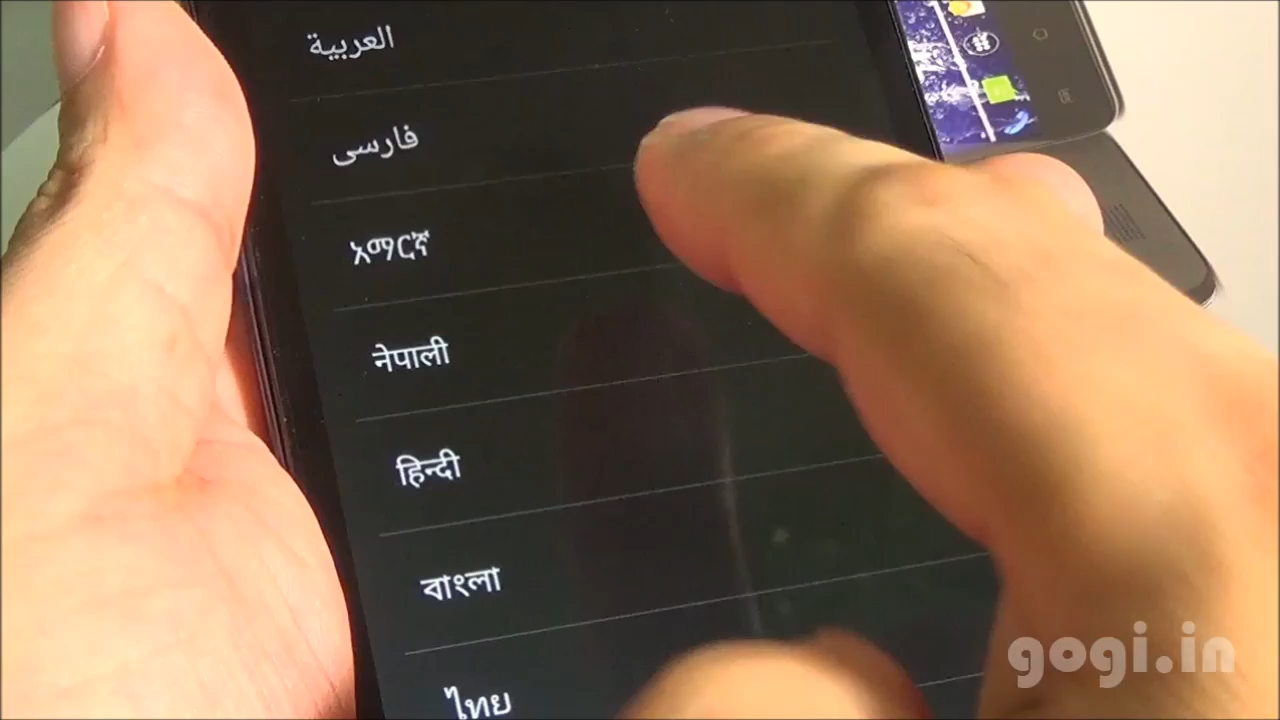 العربية
فارسی
አማርኛ
नेपाली
हिन्दी
বাংলা
ไทย
gogi.in